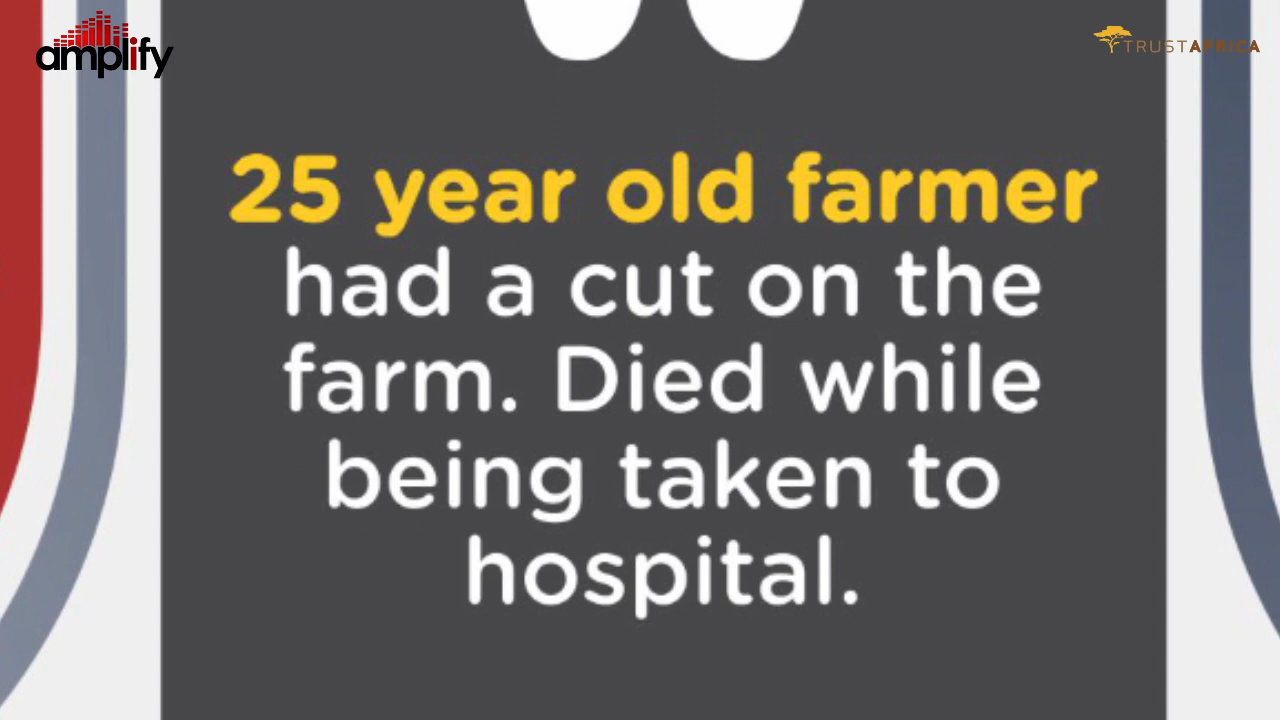 amplify
TRUSTAFRICA
25 year old farmer
had a cut on the
farm. Died while
being taken to
hospital.